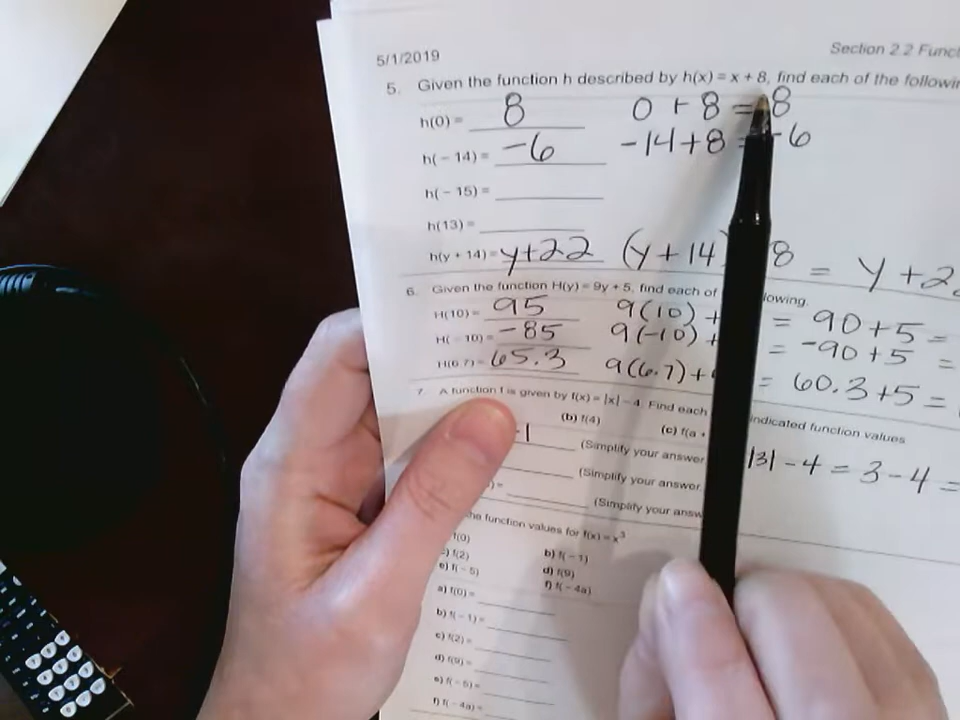 5/1/2019 Section 2.2
5. Given the function h described by h(x) = x + 8, find each of the
h(0) = 8 0 + 8 = 8
h( − 14) = -6 -14+8 = -6
h( − 15) =
h(13) =
h(y + 14) = y+22 (y+14) 8 = y+2
6. Given the function H(y) = 9y + 5, find each of
H(10) = 95 9(10) + = 90+5 =
H( − 10) = -85 9(-10) + = -90+5 =
H(6.7) = 65.3 9(6.7)+ = 60.3+5 =
7. A function f is given by f(x) = |x| − 4. Find each indicated function values
(b) f(4) (c) f(a +
-1 (Simplify your answer |3| - 4 = 3-4 =
(Simplify your answer.
) = (Simplify your
function values for f(x) = x³
f(0) b) f( − 1)
c) f(2) d) f(9)
e) f( − 5) f) f( − 4a)
a) f(0) =
b) f( − 1) =
c) f(2) =
d) f(9) =
e) f( − 5) =
f) f( − 4a) =